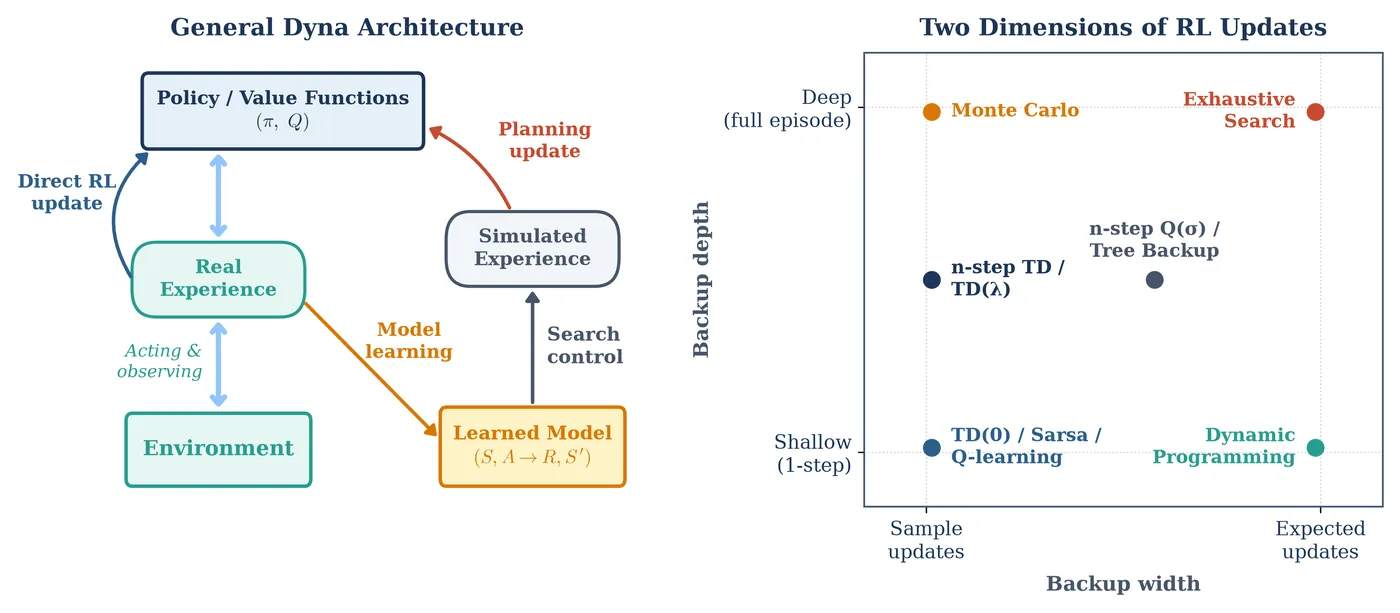 General Dyna Architecture
Policy / Value Functions
(π, Q)
Planning
update
Direct RL
update
Simulated
Experience
Real
Experience
Model
learning
Search
control
Acting &
observing
Environment
Learned Model
(S, A → R, S′)
Two Dimensions of RL Updates
Deep
(full episode)
Monte Carlo
Exhaustive
Search
Backup depth
n-step Q(σ) /
Tree Backup
n-step TD /
TD(λ)
Shallow
(1-step)
TD(0) / Sarsa /
Q-learning
Dynamic
Programming
Sample
updates
Expected
updates
Backup width